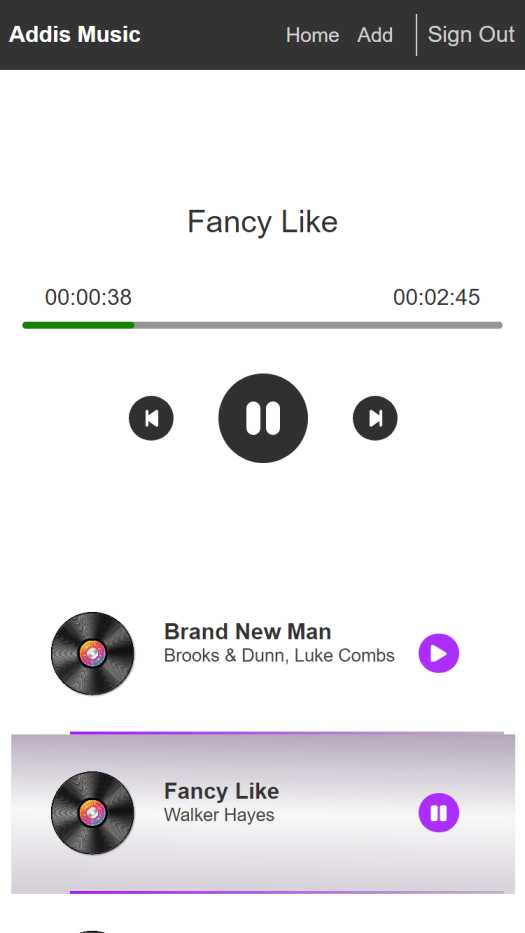 Addis Music Home Add Sign Out
Fancy Like
00:00:38 00:02:45
Brand New Man
Brooks & Dunn, Luke Combs
Fancy Like
Walker Hayes